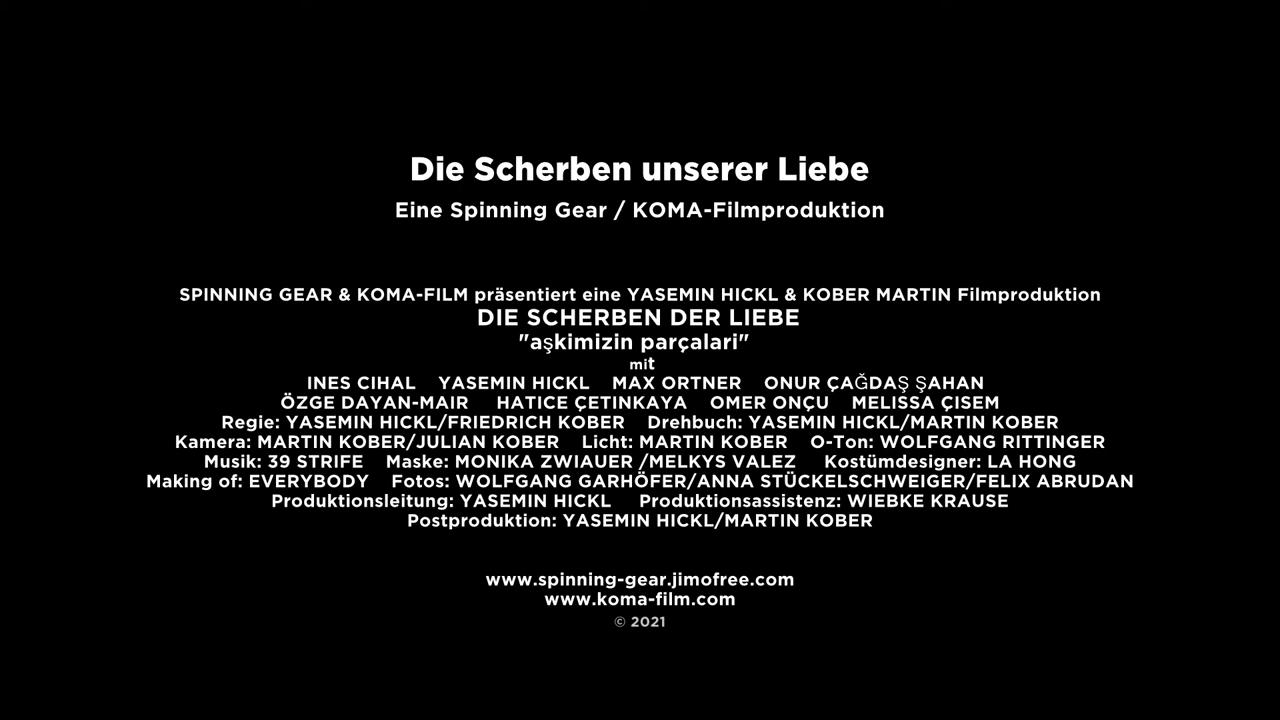 Die Scherben unserer Liebe
Eine Spinning Gear / KOMA-Filmproduktion
SPINNING GEAR & KOMA-FILM präsentiert eine YASEMIN HICKL & KOBER MARTIN Filmproduktion
DIE SCHERBEN DER LIEBE
"aşkimizin parçalari"
mit
INES CIHAL YASEMIN HICKL MAX ORTNER ONUR ÇAĞDAŞ ŞAHAN
ÖZGE DAYAN-MAIR HATICE ÇETINKAYA OMER ONÇU MELISSA ÇISEM
Regie: YASEMIN HICKL/FRIEDRICH KOBER Drehbuch: YASEMIN HICKL/MARTIN KOBER
Kamera: MARTIN KOBER/JULIAN KOBER Licht: MARTIN KOBER O-Ton: WOLFGANG RITTINGER
Musik: 39 STRIFE Maske: MONIKA ZWIAUER /MELKYS VALEZ Kostümdesigner: LA HONG
Making of: EVERYBODY Fotos: WOLFGANG GARHÖFER/ANNA STÜCKELSCHWEIGER/FELIX ABRUDAN
Produktionsleitung: YASEMIN HICKL Produktionsassistenz: WIEBKE KRAUSE
Postproduktion: YASEMIN HICKL/MARTIN KOBER
www.spinning-gear.jimofree.com
www.koma-film.com
© 2021